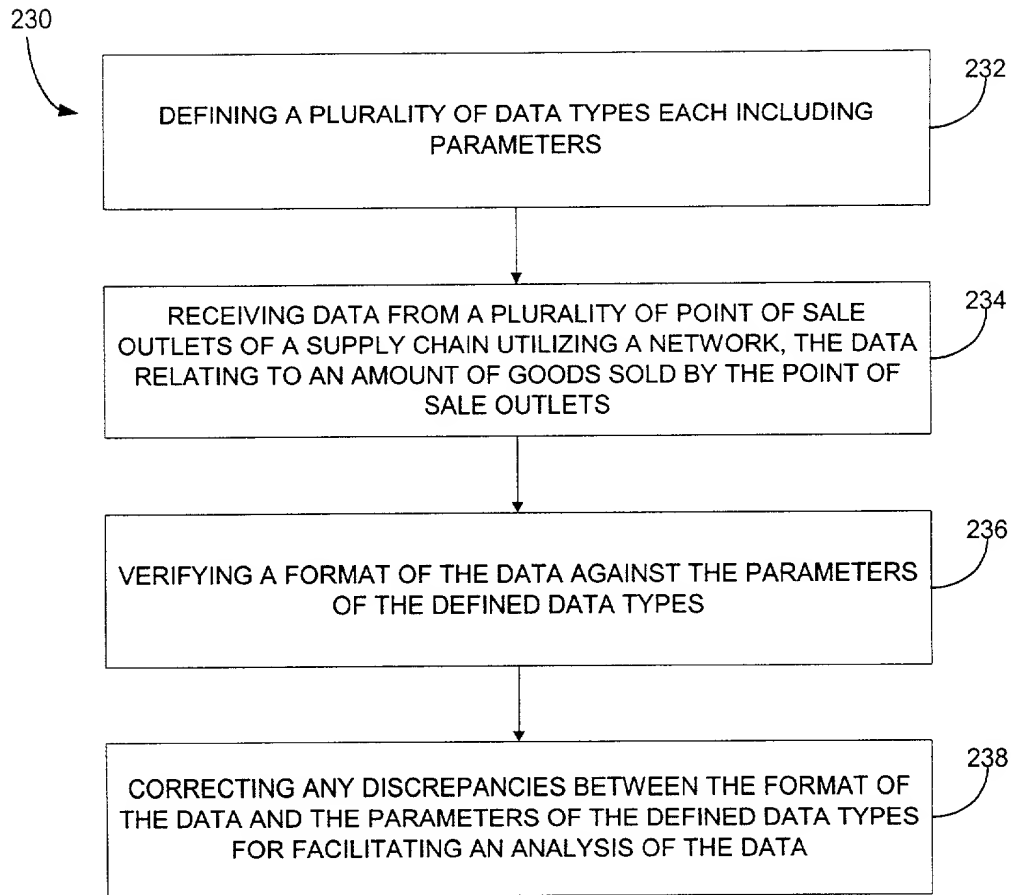 230
232
DEFINING A PLURALITY OF DATA TYPES EACH INCLUDING
PARAMETERS
234
RECEIVING DATA FROM A PLURALITY OF POINT OF SALE
OUTLETS OF A SUPPLY CHAIN UTILIZING A NETWORK, THE DATA
RELATING TO AN AMOUNT OF GOODS SOLD BY THE POINT OF
SALE OUTLETS
236
VERIFYING A FORMAT OF THE DATA AGAINST THE PARAMETERS
OF THE DEFINED DATA TYPES
238
CORRECTING ANY DISCREPANCIES BETWEEN THE FORMAT OF
THE DATA AND THE PARAMETERS OF THE DEFINED DATA TYPES
FOR FACILITATING AN ANALYSIS OF THE DATA